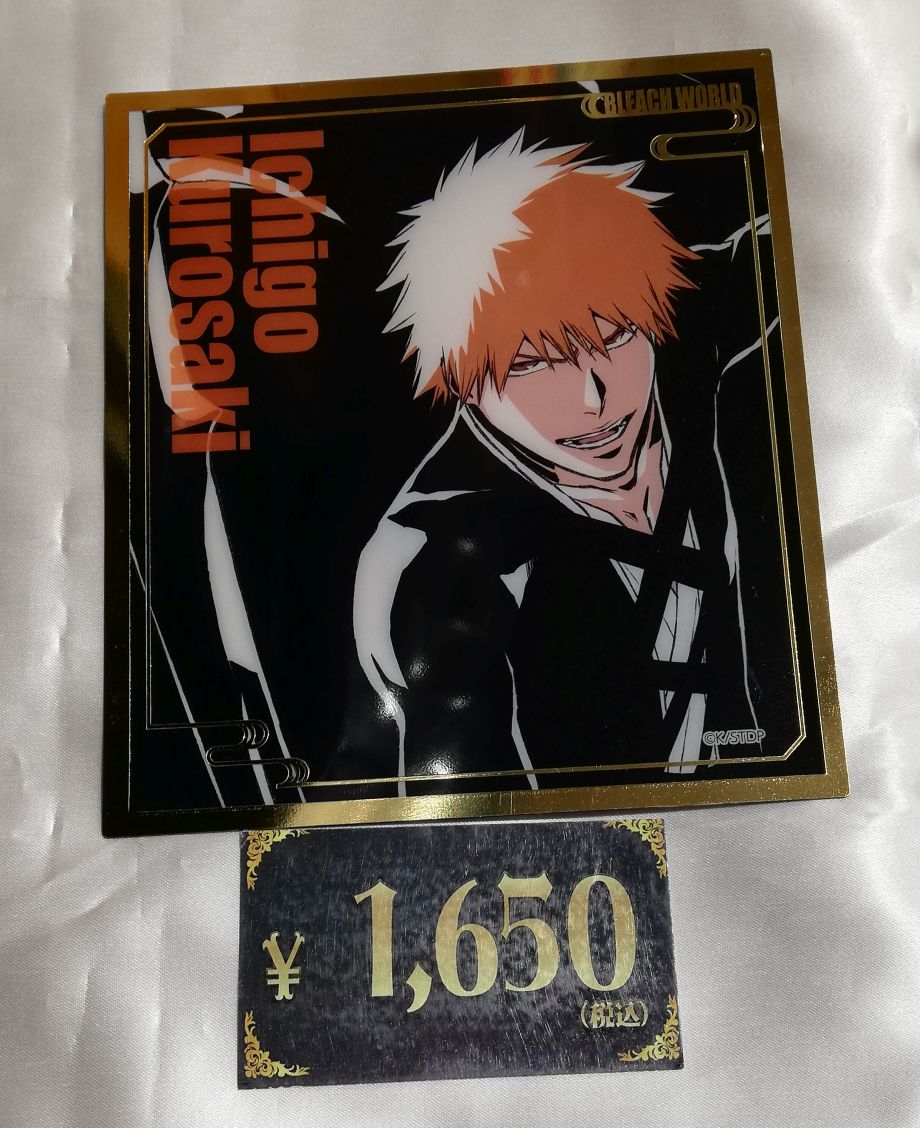 BLEACH WORLD
Ichigo
Kurosaki
©K/STDP
¥ 1,650
(税込)